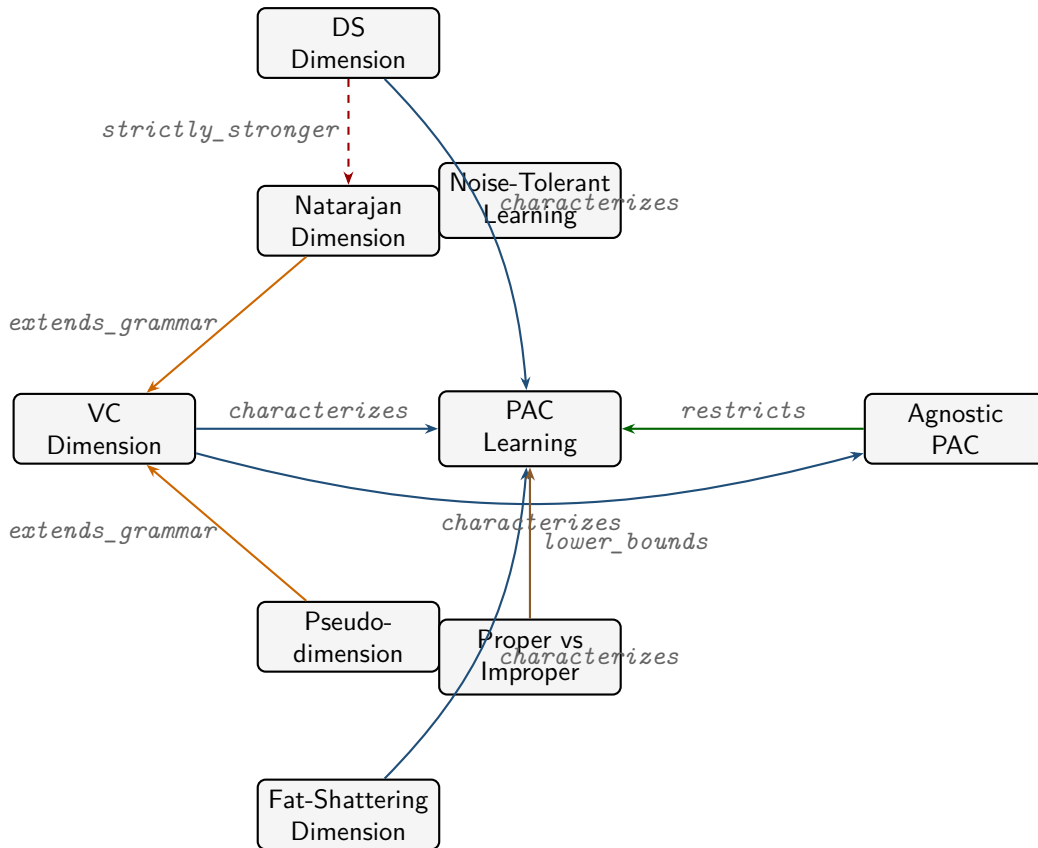 DS
Dimension
strictly_stronger
Noise-Tolerant
Learning
characterizes
Natarajan
Dimension
extends_grammar
VC
Dimension
characterizes
PAC
Learning
restricts
Agnostic
PAC
extends_grammar
characterizes
lower_bounds
Pseudo-
dimension
Proper vs
Improper
characterizes
Fat-Shattering
Dimension